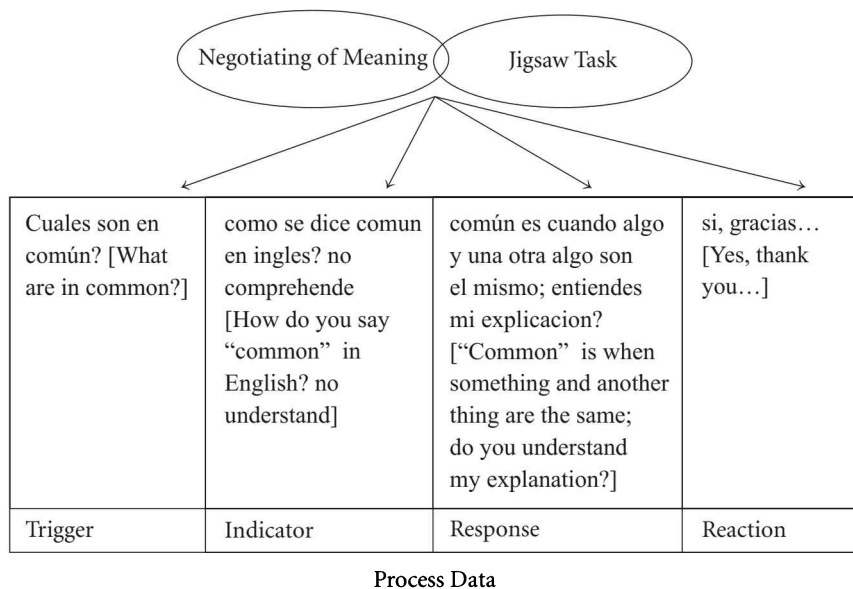 Negotiating of Meaning
Jigsaw Task
Cuales son en
común? [What
are in common?]
como se dice comun
en ingles? no
comprehende
[How do you say
“common” in
English? no
understand]
común es cuando algo
y una otra algo son
el mismo; entiendes
mi explicacion?
[“Common” is when
something and another
thing are the same;
do you understand
my explanation?]
si, gracias…
[Yes, thank
you…]
Trigger
Indicator
Response
Reaction
Process Data